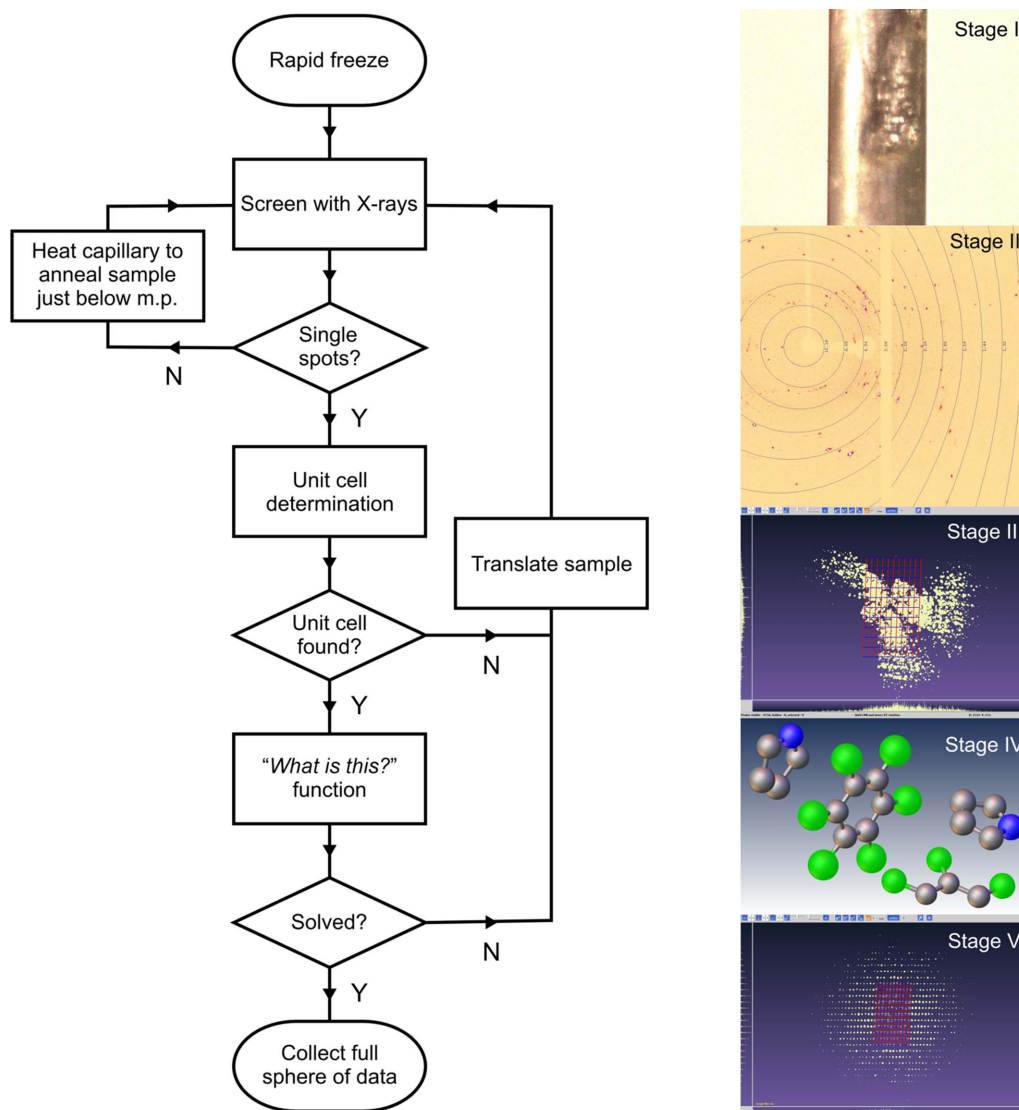 Rapid freeze
Screen with X-rays
Heat capillary to
anneal sample
just below m.p.
Single
spots?
N
Y
Unit cell
determination
Translate sample
Unit cell
found?
N
Y
“What is this?”
function
Solved?
N
Y
Collect full
sphere of data
Stage I
Stage II
Stage II
Stage IV
Stage V